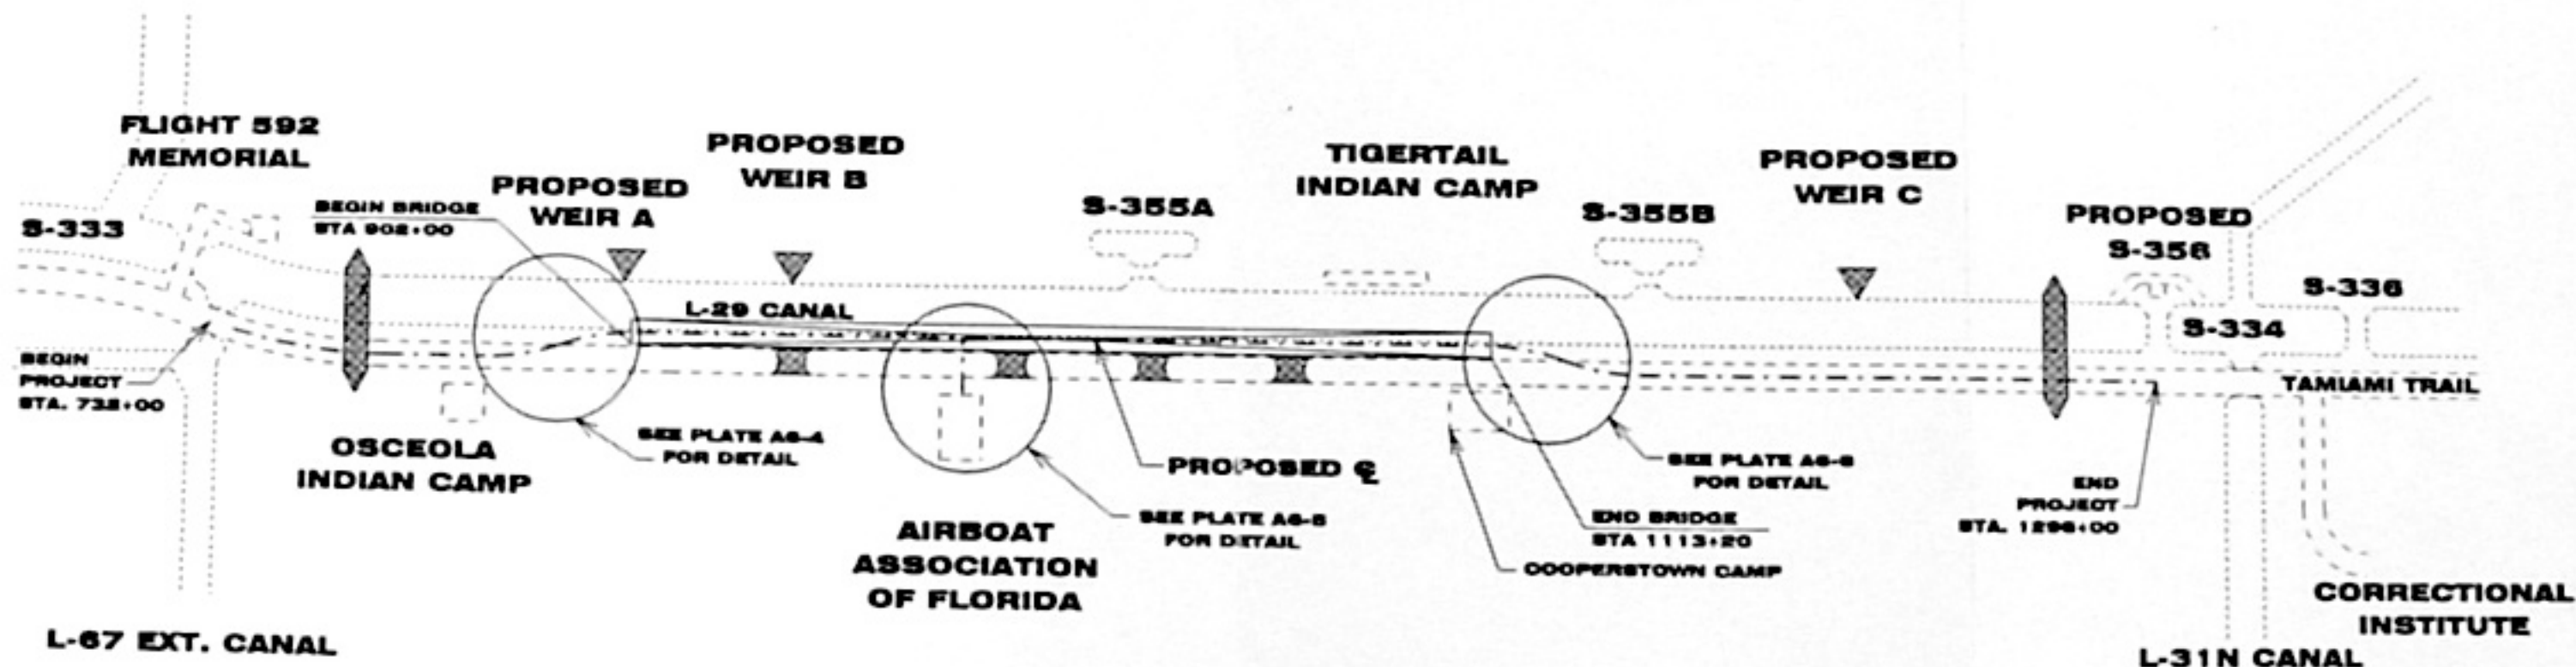 FLIGHT 592
MEMORIAL
S-333
BEGIN BRIDGE
STA 902+00
PROPOSED
WEIR A
PROPOSED
WEIR B
S-355A
TIGERTAIL
INDIAN CAMP
S-355B
PROPOSED
WEIR C
PROPOSED
S-356
S-336
S-334
L-29 CANAL
TAMIAMI TRAIL
BEGIN
PROJECT
STA. 732+00
OSCEOLA
INDIAN CAMP
SEE PLATE A6-4
FOR DETAIL
PROPOSED ℄
SEE PLATE A6-5
FOR DETAIL
AIRBOAT
ASSOCIATION
OF FLORIDA
SEE PLATE A6-6
FOR DETAIL
END BRIDGE
STA 1113+20
COOPERSTOWN CAMP
END
PROJECT
STA. 1296+00
CORRECTIONAL
INSTITUTE
L-67 EXT. CANAL
L-31N CANAL